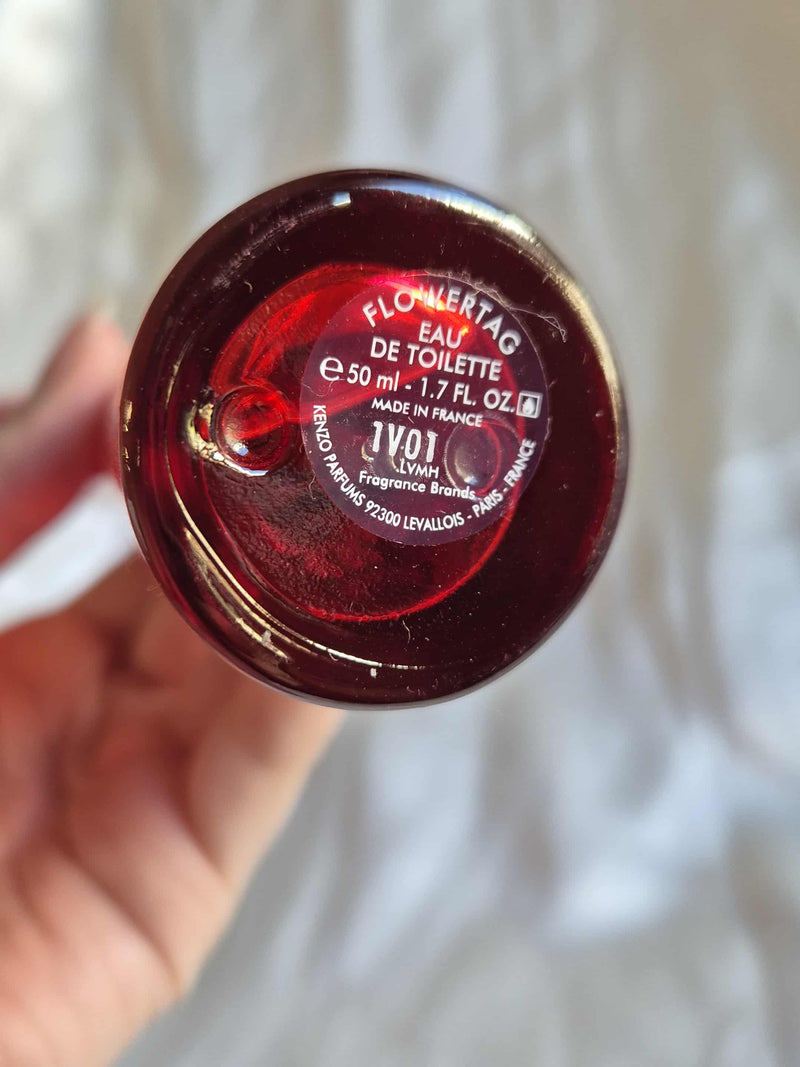 FLOWERTAG
EAU
DE TOILETTE
e 50 ml - 1.7 FL. OZ.
MADE IN FRANCE
1V01
LVMH
Fragrance Brands
KENZO PARFUMS 92300 LEVALLOIS - PARIS - FRANCE